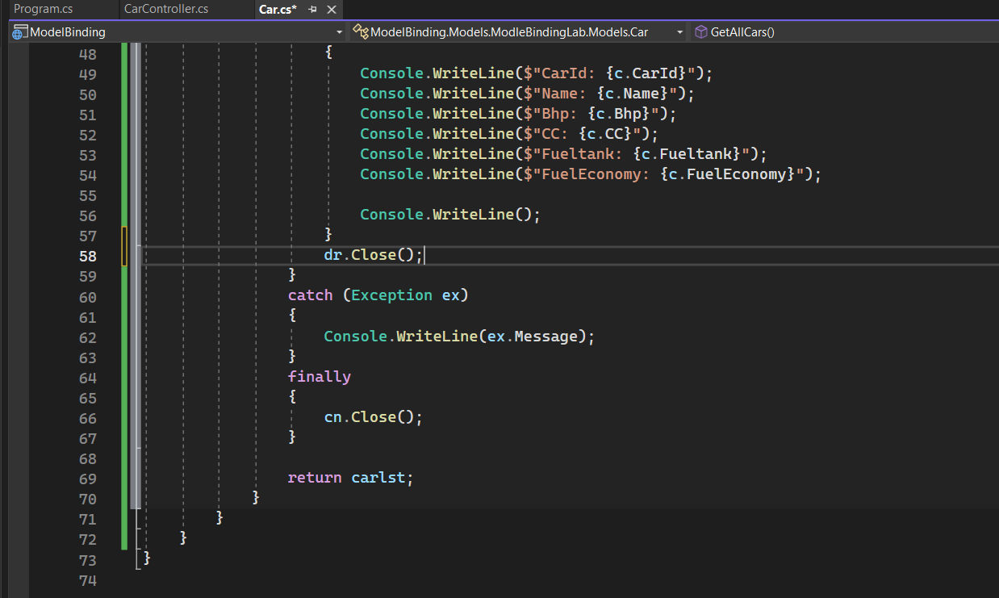 Program.cs CarController.cs Car.cs*
ModelBinding ModelBinding.Models.ModleBindingLab.Models.Car GetAllCars()
48 {
49 Console.WriteLine($"CarId: {c.CarId}");
50 Console.WriteLine($"Name: {c.Name}");
51 Console.WriteLine($"Bhp: {c.Bhp}");
52 Console.WriteLine($"CC: {c.CC}");
53 Console.WriteLine($"Fueltank: {c.Fueltank}");
54 Console.WriteLine($"FuelEconomy: {c.FuelEconomy}");
55
56 Console.WriteLine();
57 }
58 dr.Close();
59 }
60 catch (Exception ex)
61 {
62 Console.WriteLine(ex.Message);
63 }
64 finally
65 {
66 cn.Close();
67 }
68
69 return carlst;
70 }
71 }
72 }
73 }
74